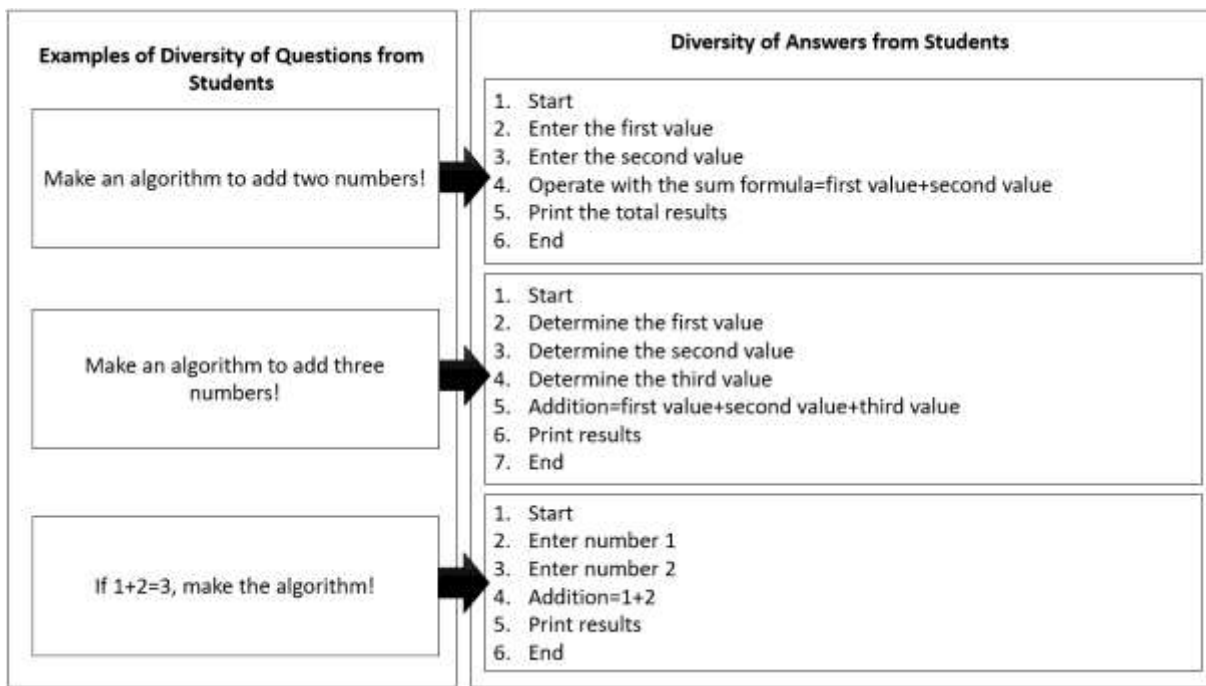 Examples of Diversity of Questions from
Students
Make an algorithm to add two numbers!
Make an algorithm to add three
numbers!
If 1+2=3, make the algorithm!
Diversity of Answers from Students
1. Start
2. Enter the first value
3. Enter the second value
4. Operate with the sum formula=first value+second value
5. Print the total results
6. End
1. Start
2. Determine the first value
3. Determine the second value
4. Determine the third value
5. Addition=first value+second value+third value
6. Print results
7. End
1. Start
2. Enter number 1
3. Enter number 2
4. Addition=1+2
5. Print results
6. End